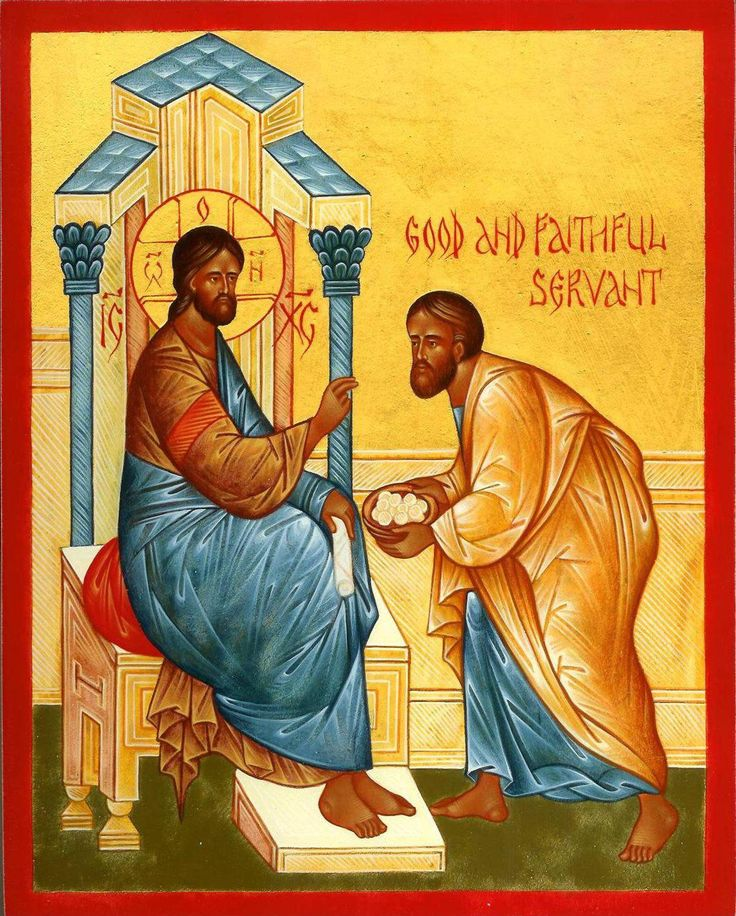 Ο
Ѡ Н
IC XC
GOOD AND FAITHFUL
SERVANT